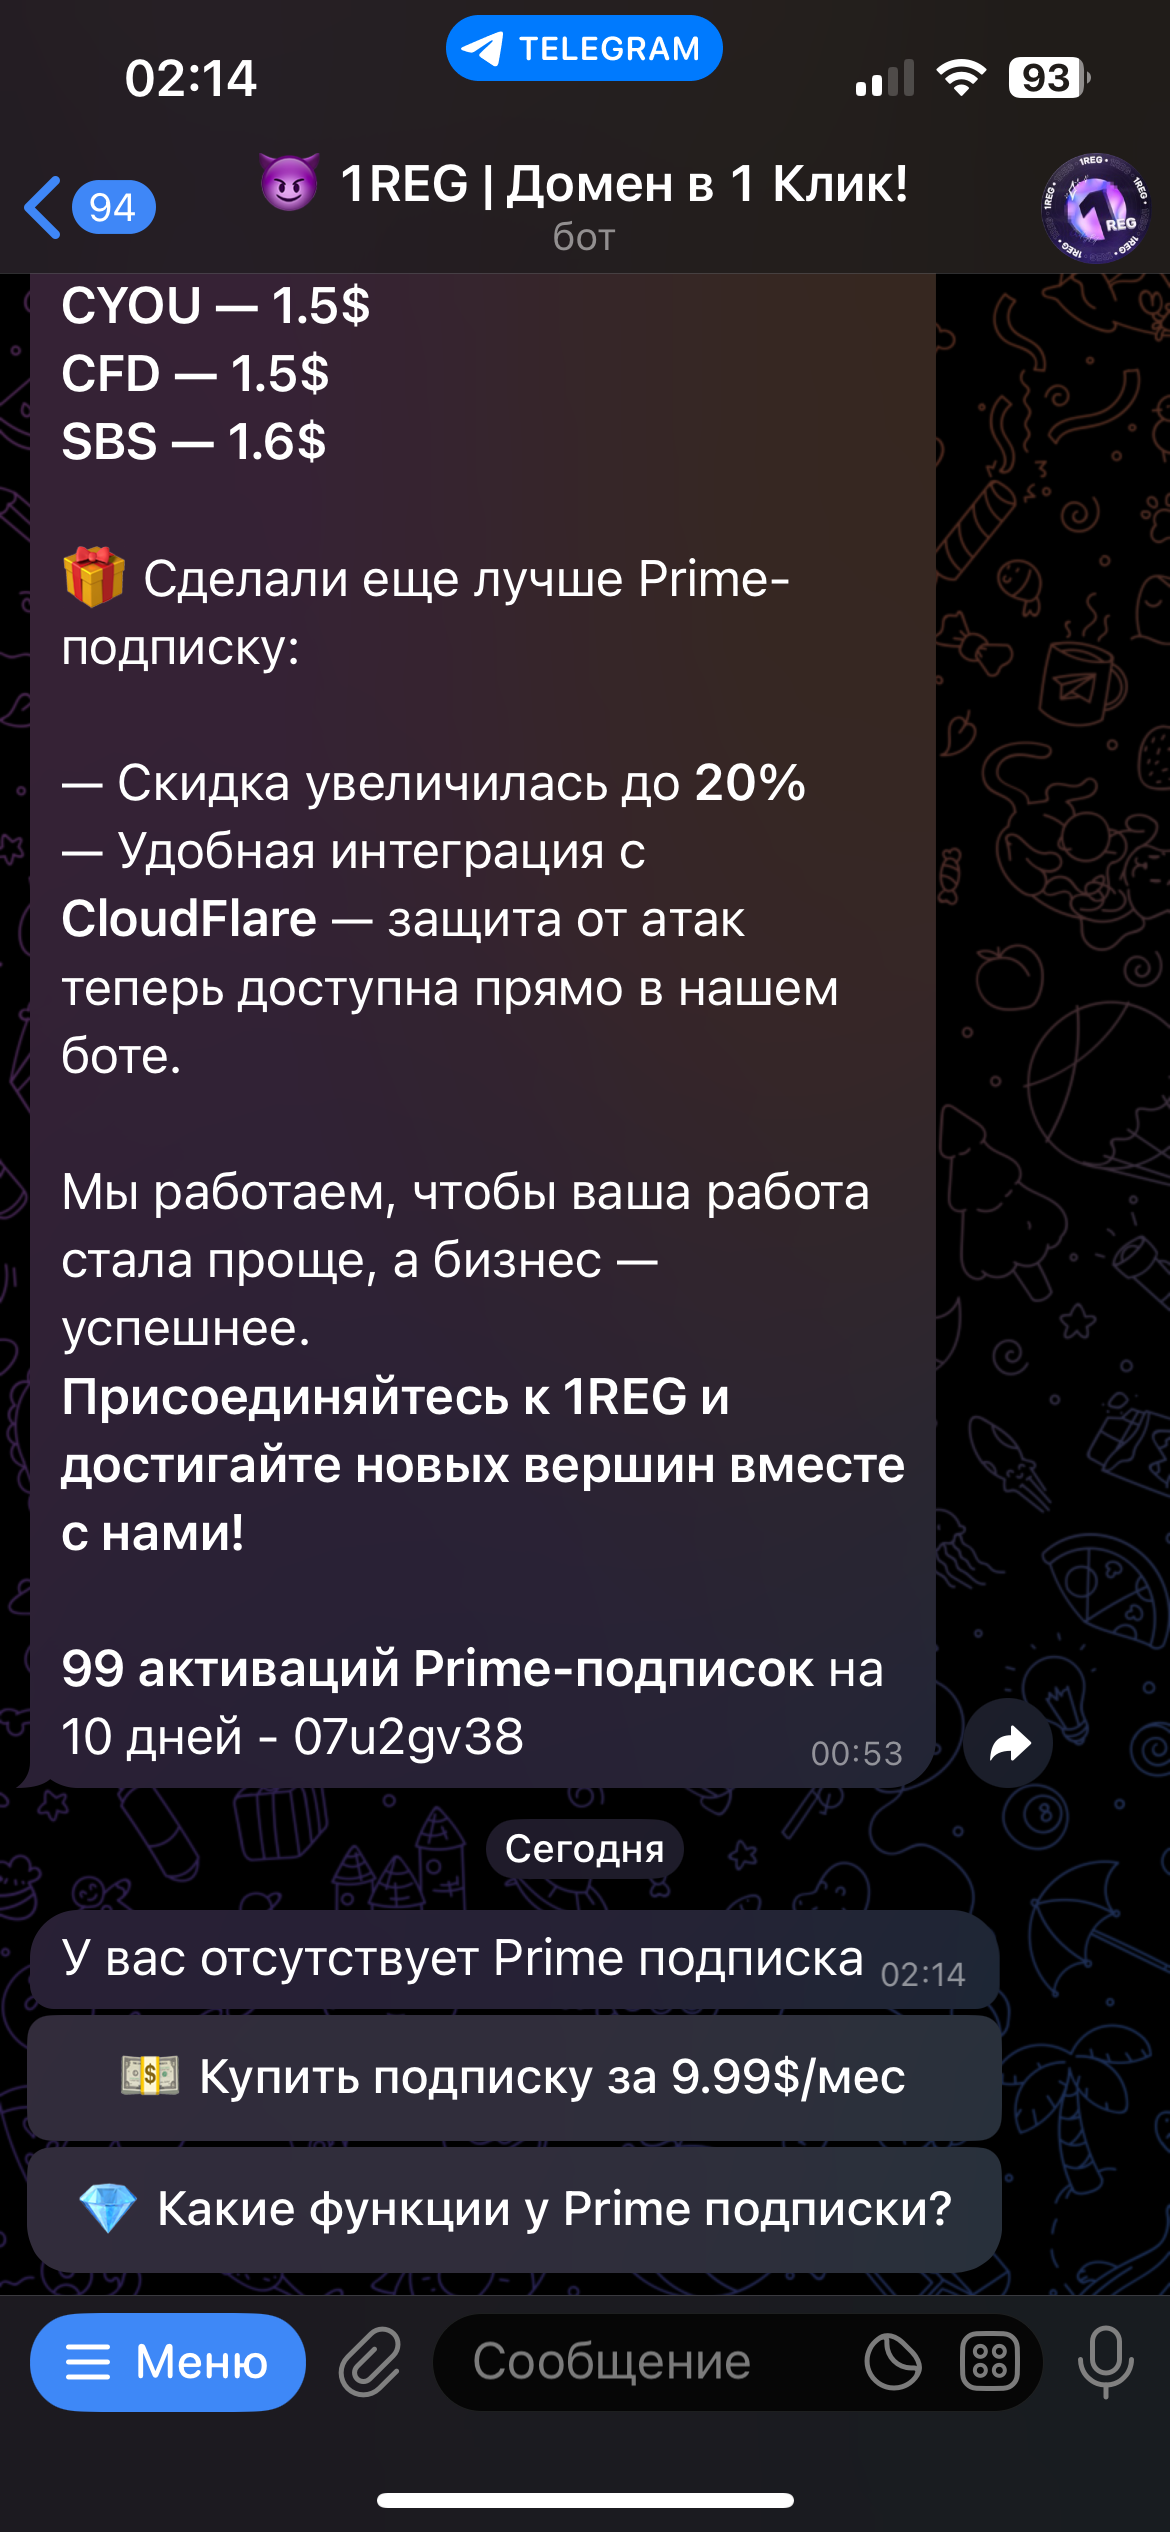 TELEGRAM
02:14
93
94
😈 1REG | Домен в 1 Клик!
бот
1REG
CYOU — 1.5$
CFD — 1.5$
SBS — 1.6$
🎁 Сделали еще лучше Prime-
подписку:
— Скидка увеличилась до 20%
— Удобная интеграция с
CloudFlare — защита от атак
теперь доступна прямо в нашем
боте.
Мы работаем, чтобы ваша работа
стала проще, а бизнес —
успешнее.
Присоединяйтесь к 1REG и
достигайте новых вершин вместе
с нами!
99 активаций Prime-подписок на
10 дней - 07u2gv38
00:53
Сегодня
У вас отсутствует Prime подписка 02:14
💵 Купить подписку за 9.99$/мес
💎 Какие функции у Prime подписки?
Меню
Сообщение